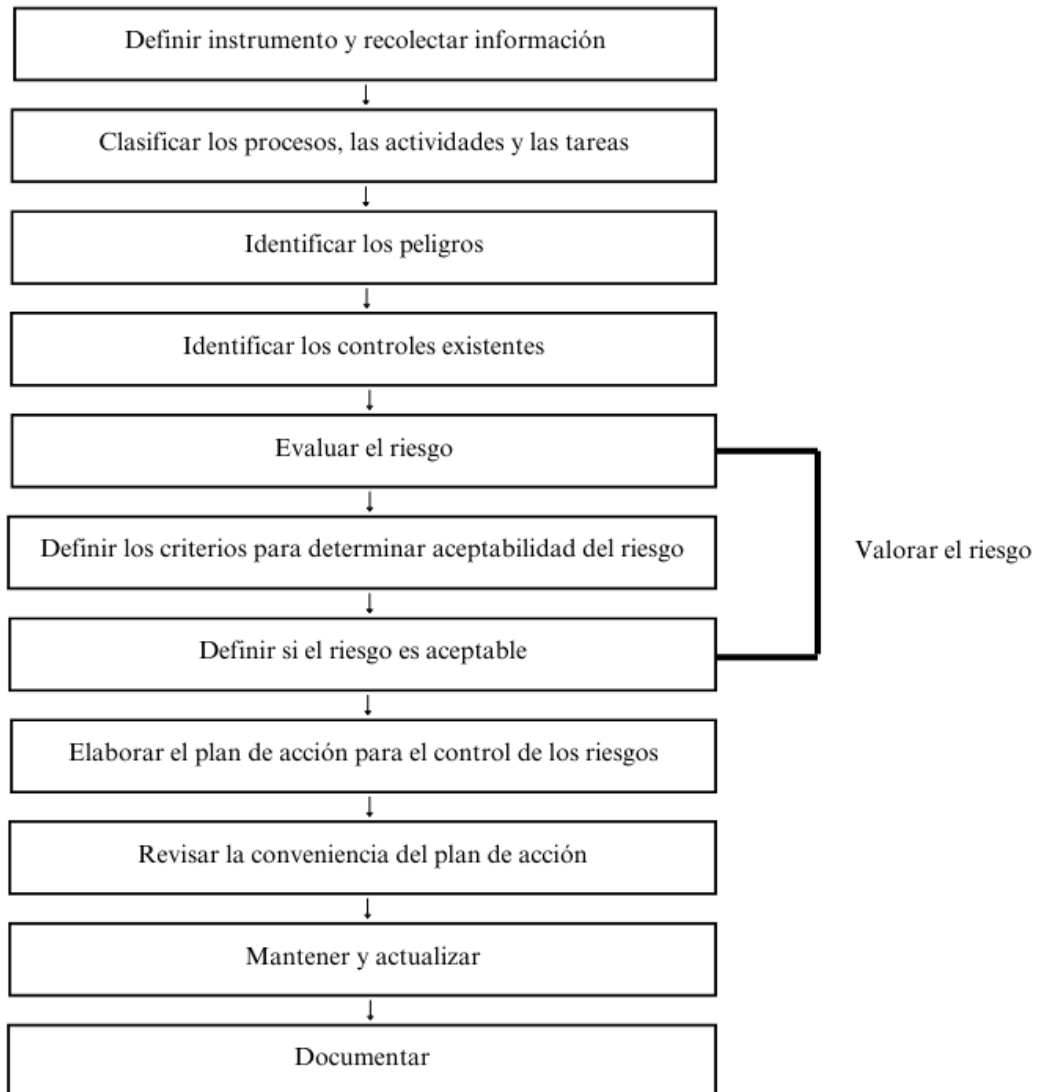 Definir instrumento y recolectar información
Clasificar los procesos, las actividades y las tareas
Identificar los peligros
Identificar los controles existentes
Evaluar el riesgo
Definir los criterios para determinar aceptabilidad del riesgo
Valorar el riesgo
Definir si el riesgo es aceptable
Elaborar el plan de acción para el control de los riesgos
Revisar la conveniencia del plan de acción
Mantener y actualizar
Documentar